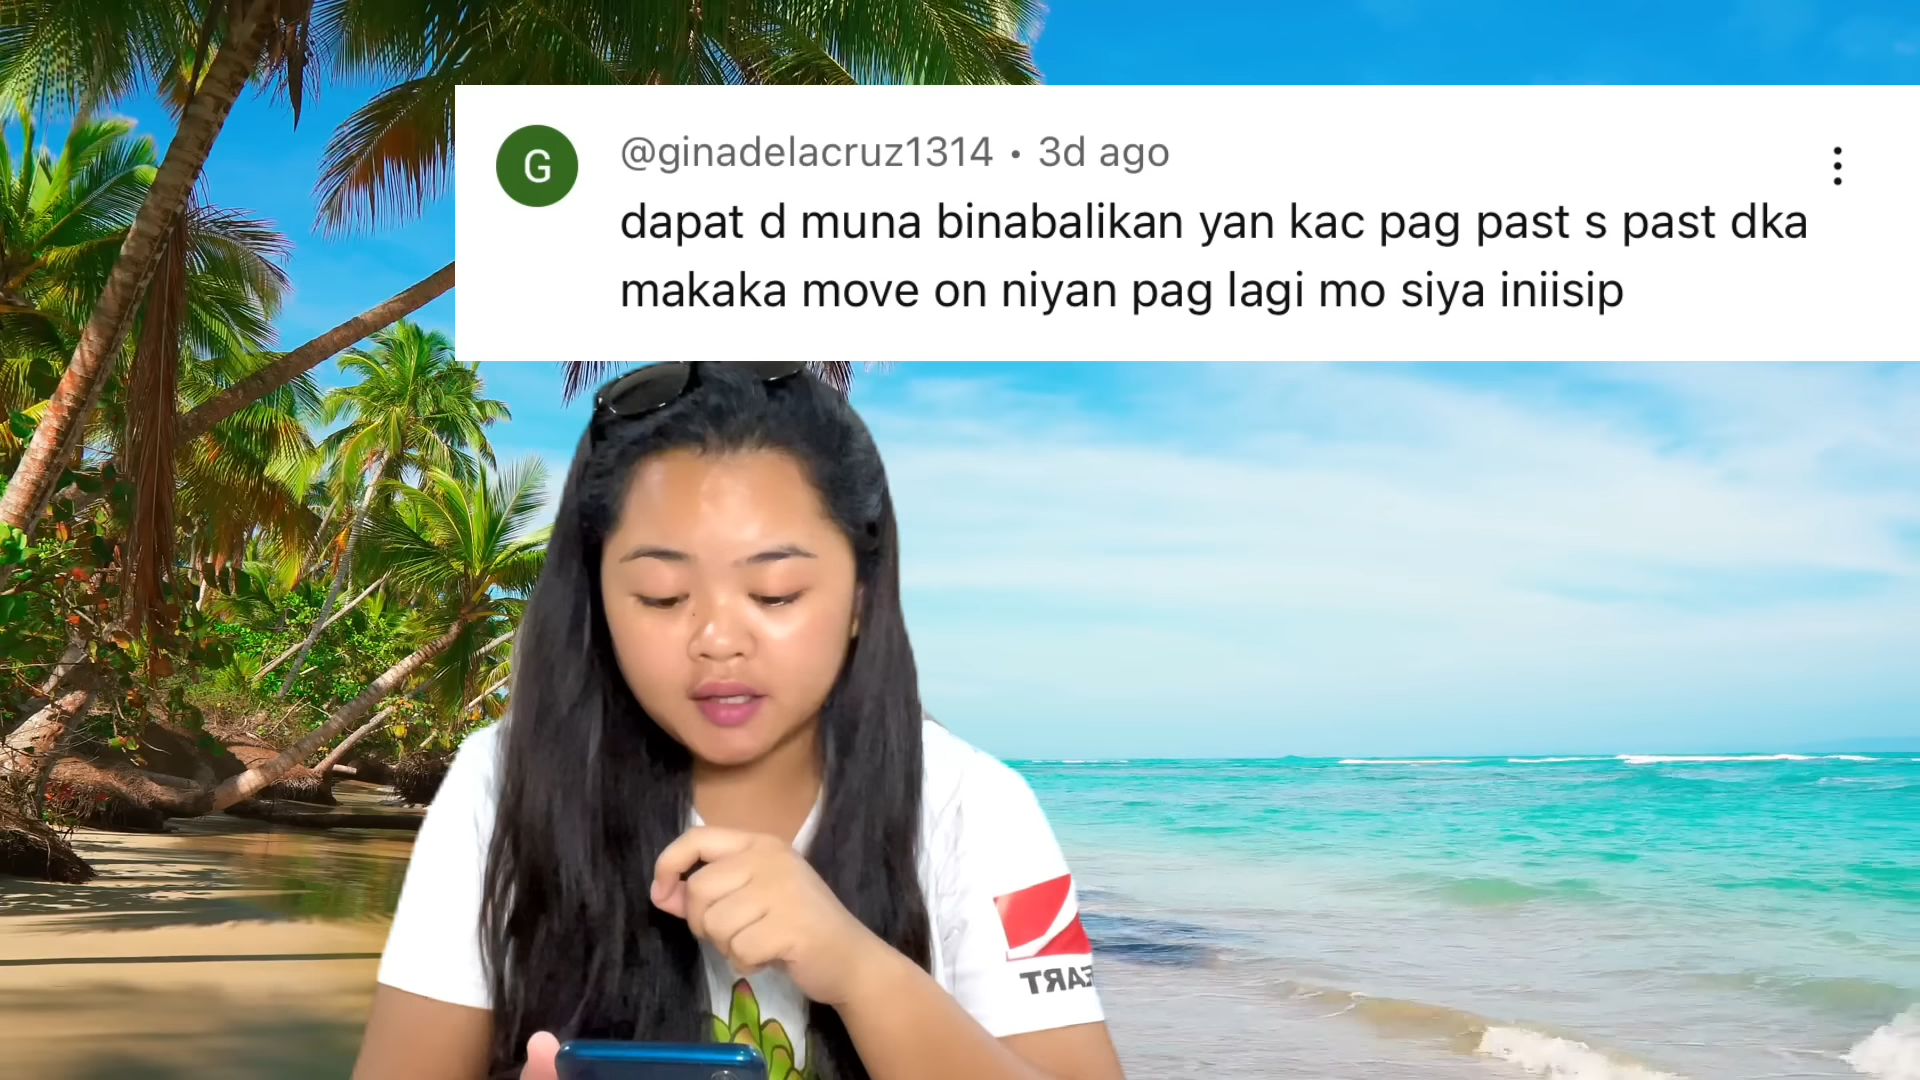 G
@ginadelacruz1314 • 3d ago
dapat d muna binabalikan yan kac pag past s past dka
makaka move on niyan pag lagi mo siya iniisip
EART